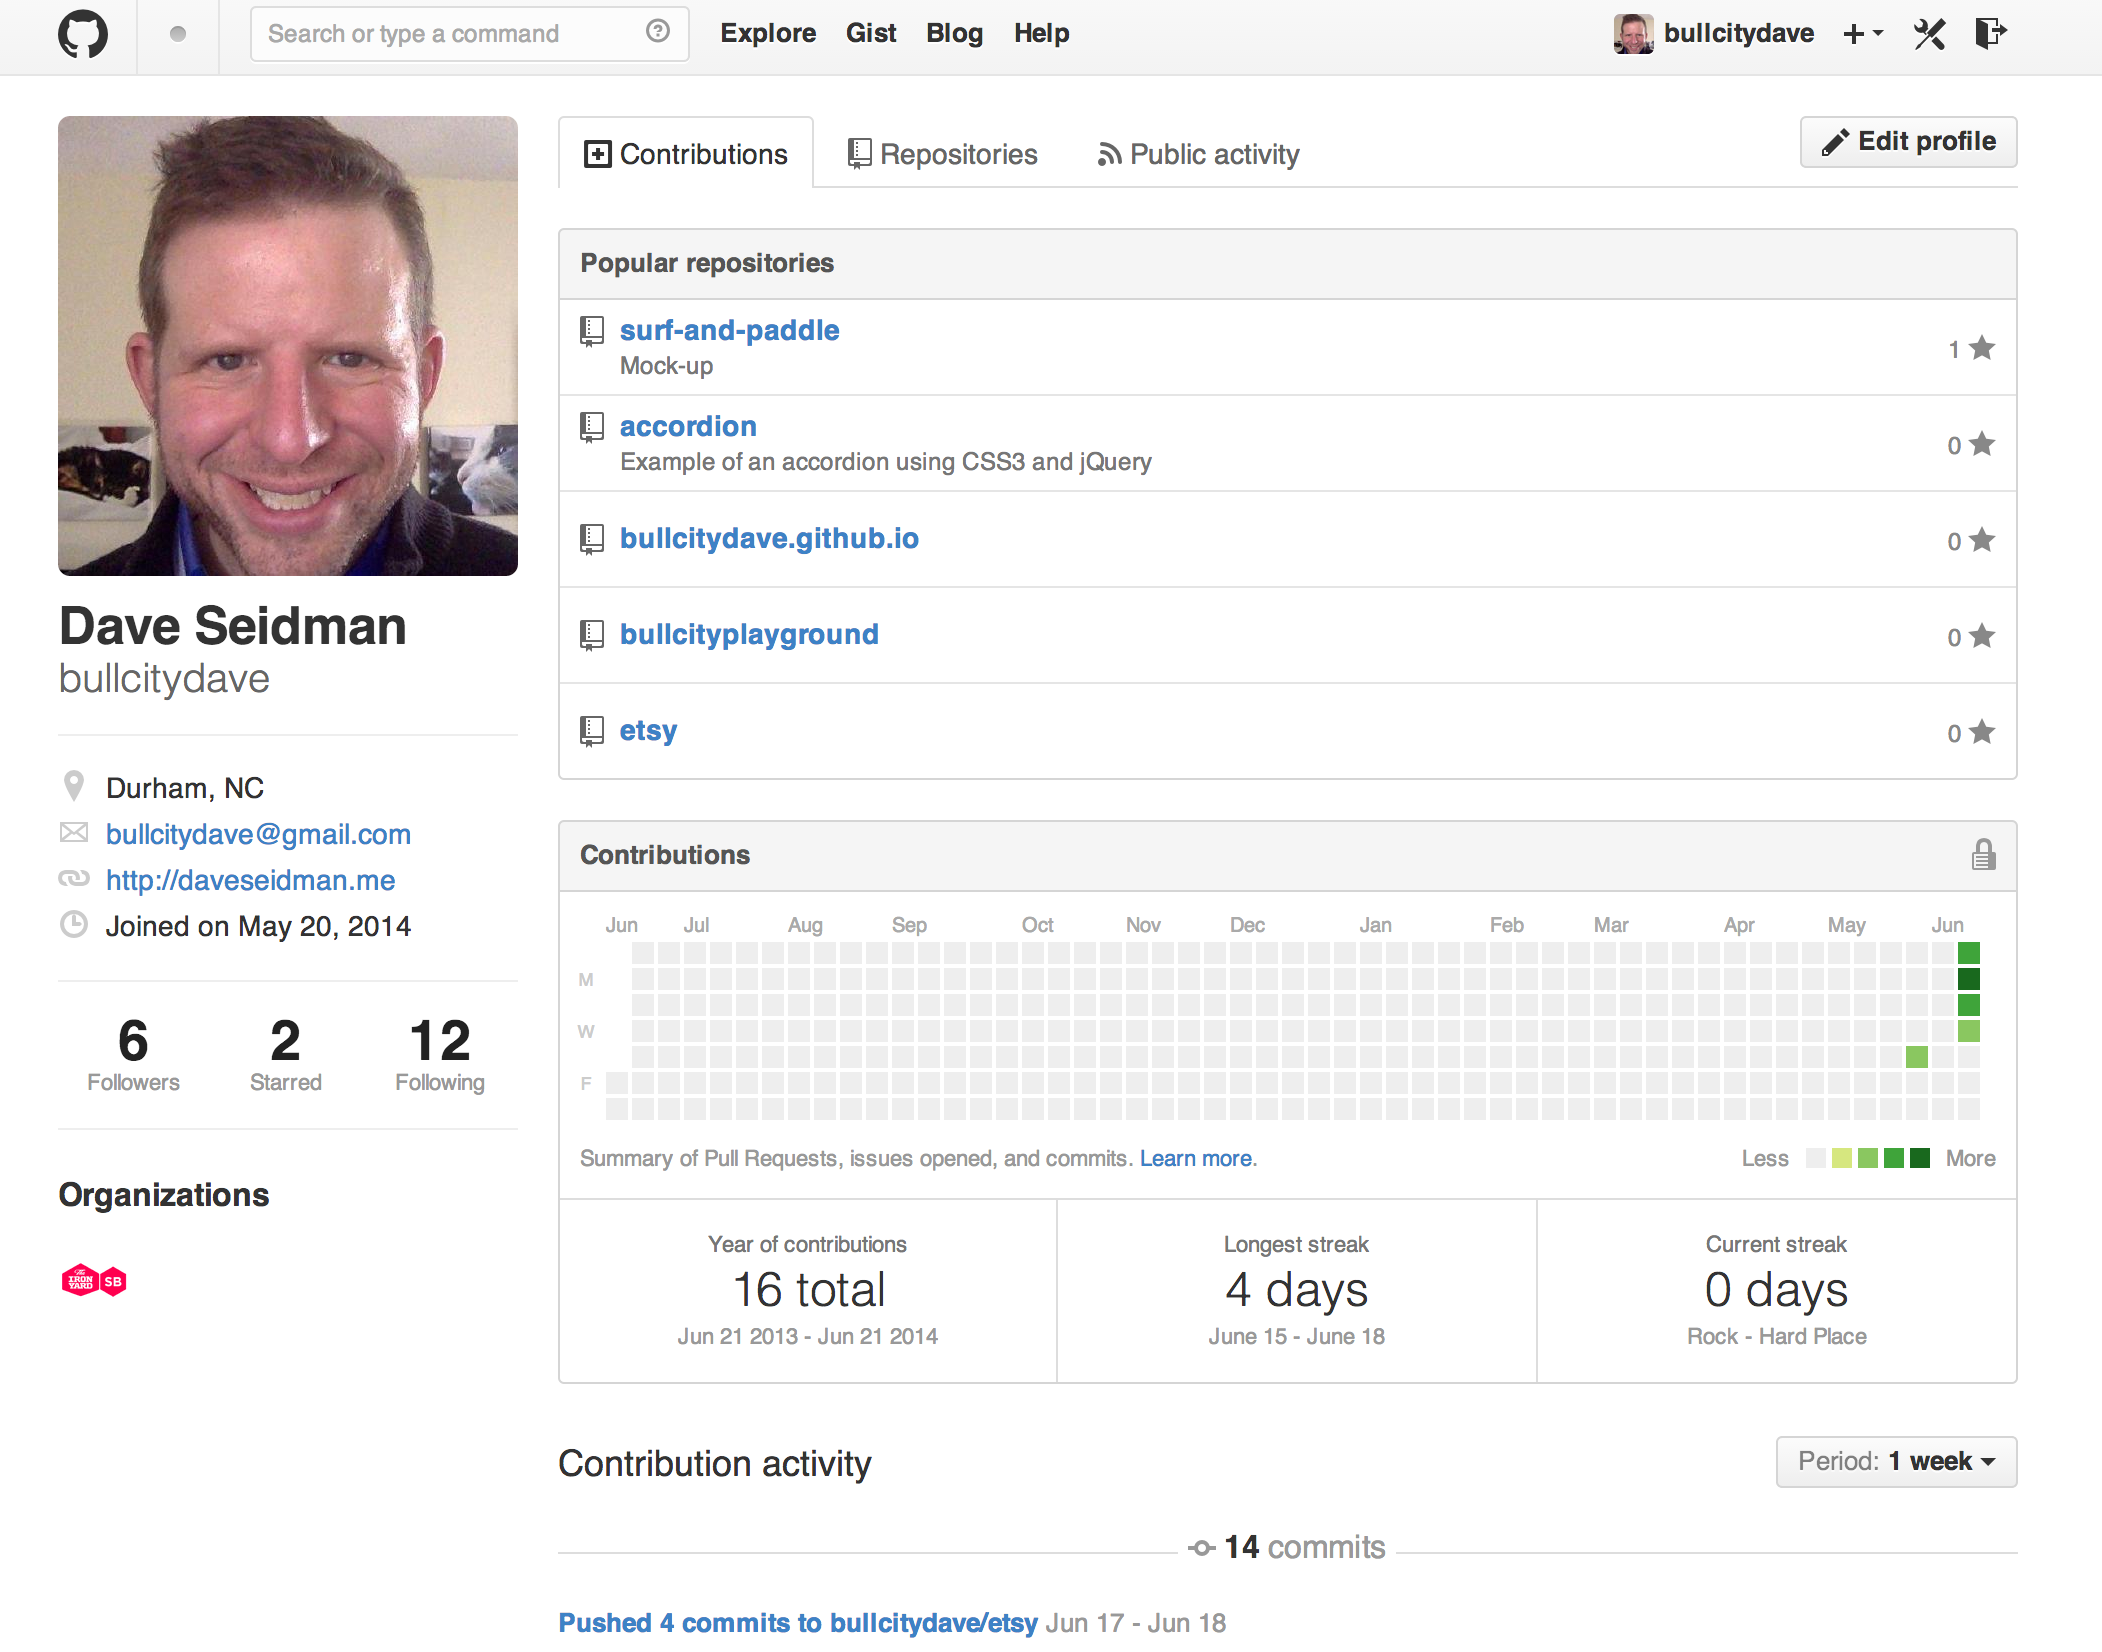 Search or type a command
Explore Gist Blog Help
bullcitydave
Contributions Repositories Public activity
Edit profile
Dave Seidman
bullcitydave
Durham, NC
bullcitydave@gmail.com
http://daveseidman.me
Joined on May 20, 2014
6 2 12
Followers Starred Following
Organizations
The
IRON
YARD
SB
Popular repositories
surf-and-paddle
Mock-up
1
accordion
Example of an accordion using CSS3 and jQuery
0
bullcitydave.github.io
0
bullcityplayground
0
etsy
0
Contributions
Jun Jul Aug Sep Oct Nov Dec Jan Feb Mar Apr May Jun
M
W
F
Summary of Pull Requests, issues opened, and commits. Learn more.
Less More
Year of contributions
16 total
Jun 21 2013 - Jun 21 2014
Longest streak
4 days
June 15 - June 18
Current streak
0 days
Rock - Hard Place
Contribution activity
Period: 1 week
14 commits
Pushed 4 commits to bullcitydave/etsy Jun 17 - Jun 18